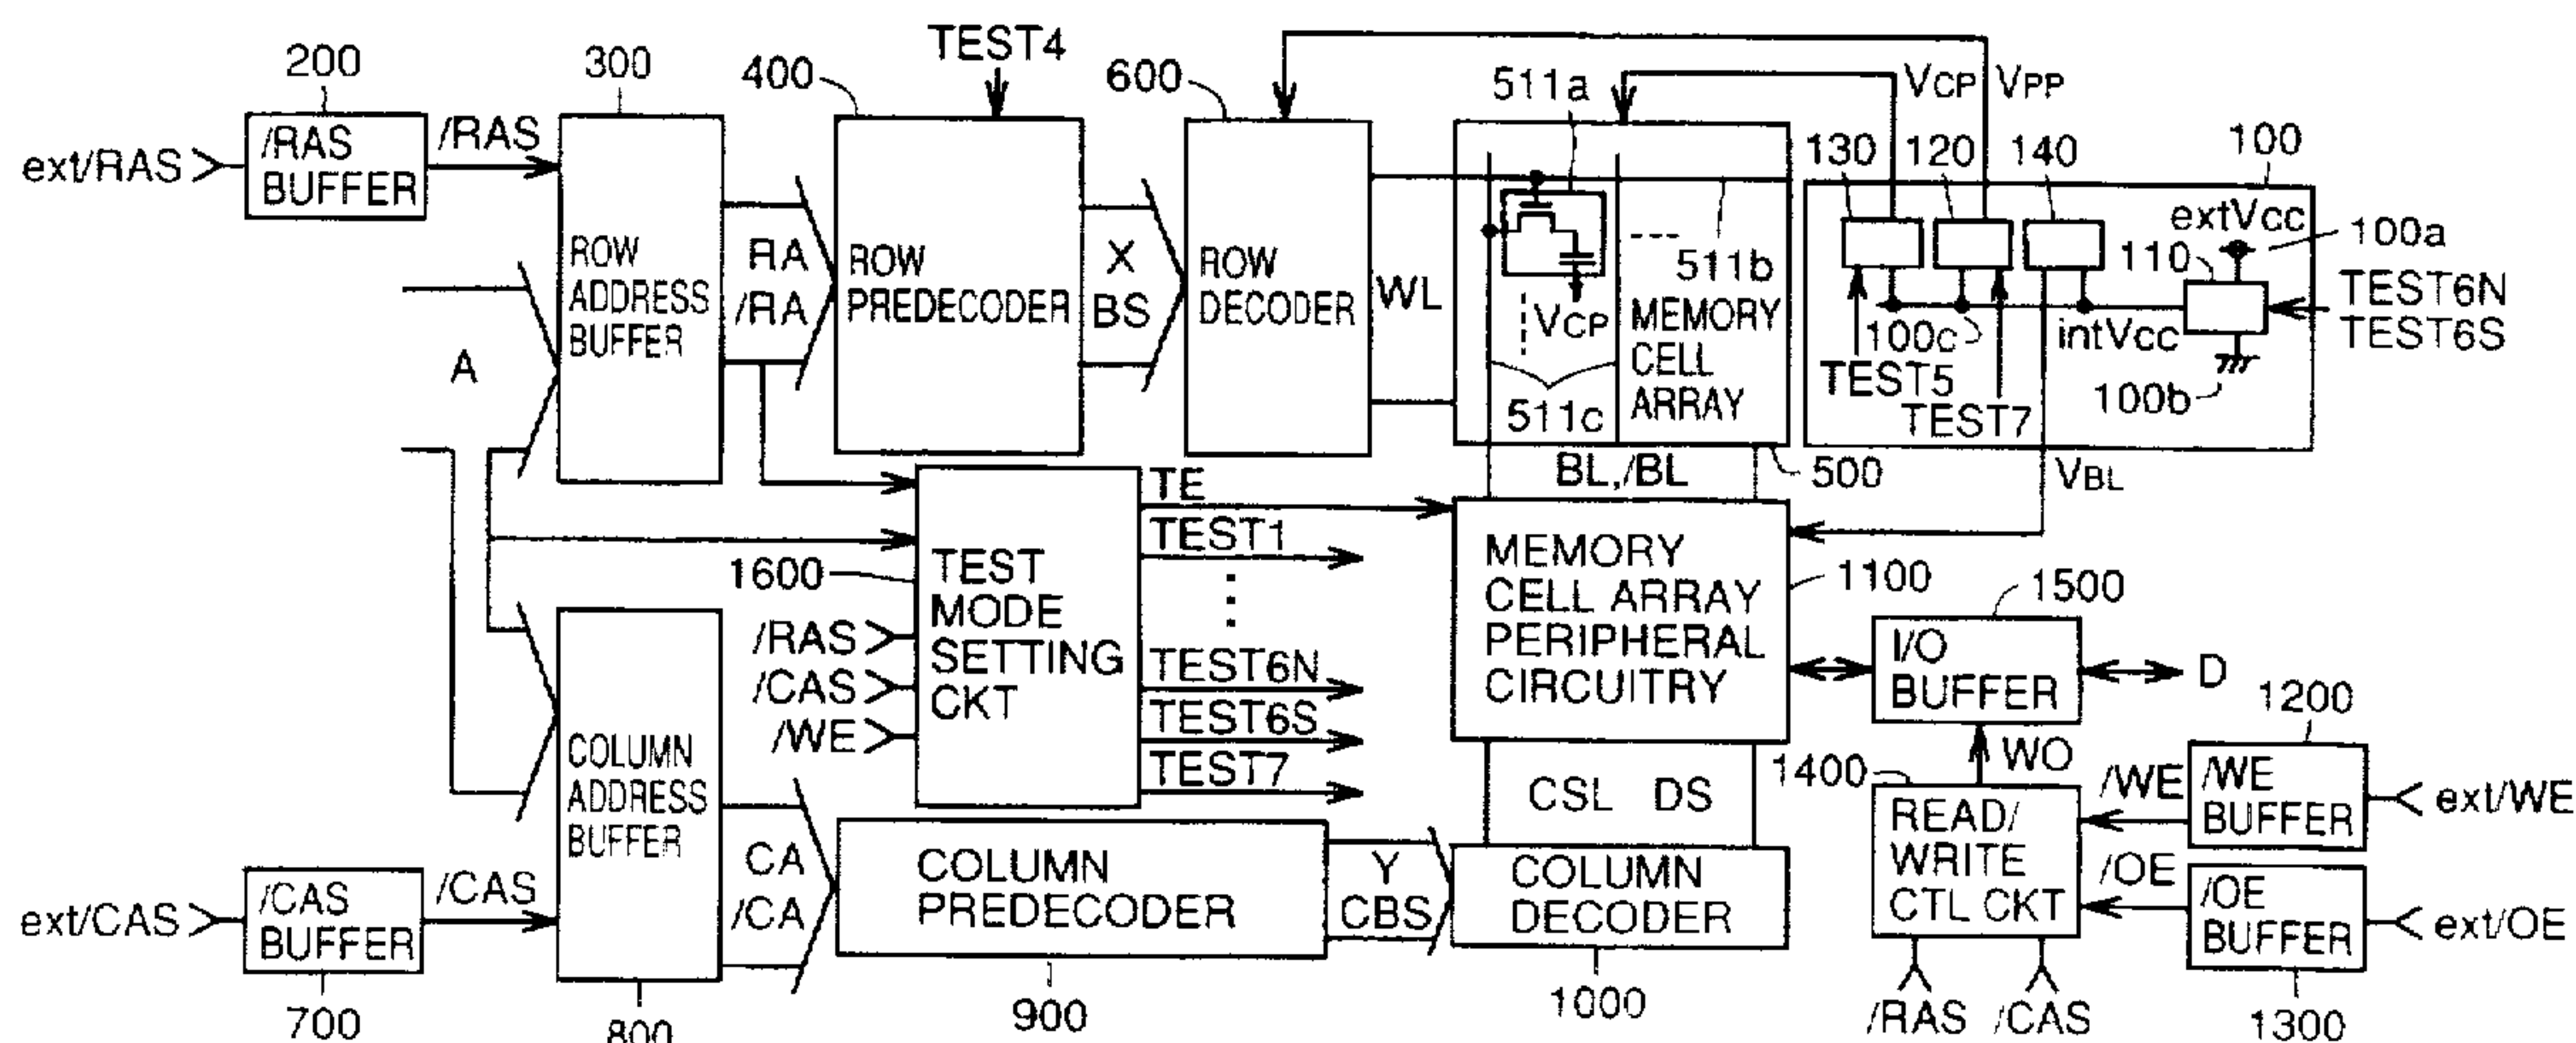 TEST4
200
300
400
600
511a
VCP
VPP
ext/RAS
/RAS
BUFFER
/RAS
130
120
140
100
extVcc
100a
110
TEST6N
TEST6S
100c
intVcc
TEST5
TEST7
100b
ROW
ADDRESS
BUFFER
RA
/RA
ROW
PREDECODER
X
BS
ROW
DECODER
WL
511b
VCP
MEMORY
CELL
ARRAY
511c
A
BL,/BL
500
VBL
TE
TEST1
1600
TEST
MODE
SETTING
CKT
/RAS
/CAS
/WE
TEST6N
TEST6S
TEST7
MEMORY
CELL ARRAY
PERIPHERAL
CIRCUITRY
1100
1500
I/O
BUFFER
D
1200
WO
1400
/WE
/WE
BUFFER
ext/WE
READ/
WRITE
CTL CKT
/OE
/OE
BUFFER
ext/OE
1300
/RAS
/CAS
CSL DS
COLUMN
ADDRESS
BUFFER
CA
/CA
COLUMN
PREDECODER
Y
CBS
COLUMN
DECODER
ext/CAS
/CAS
BUFFER
/CAS
700
800
900
1000